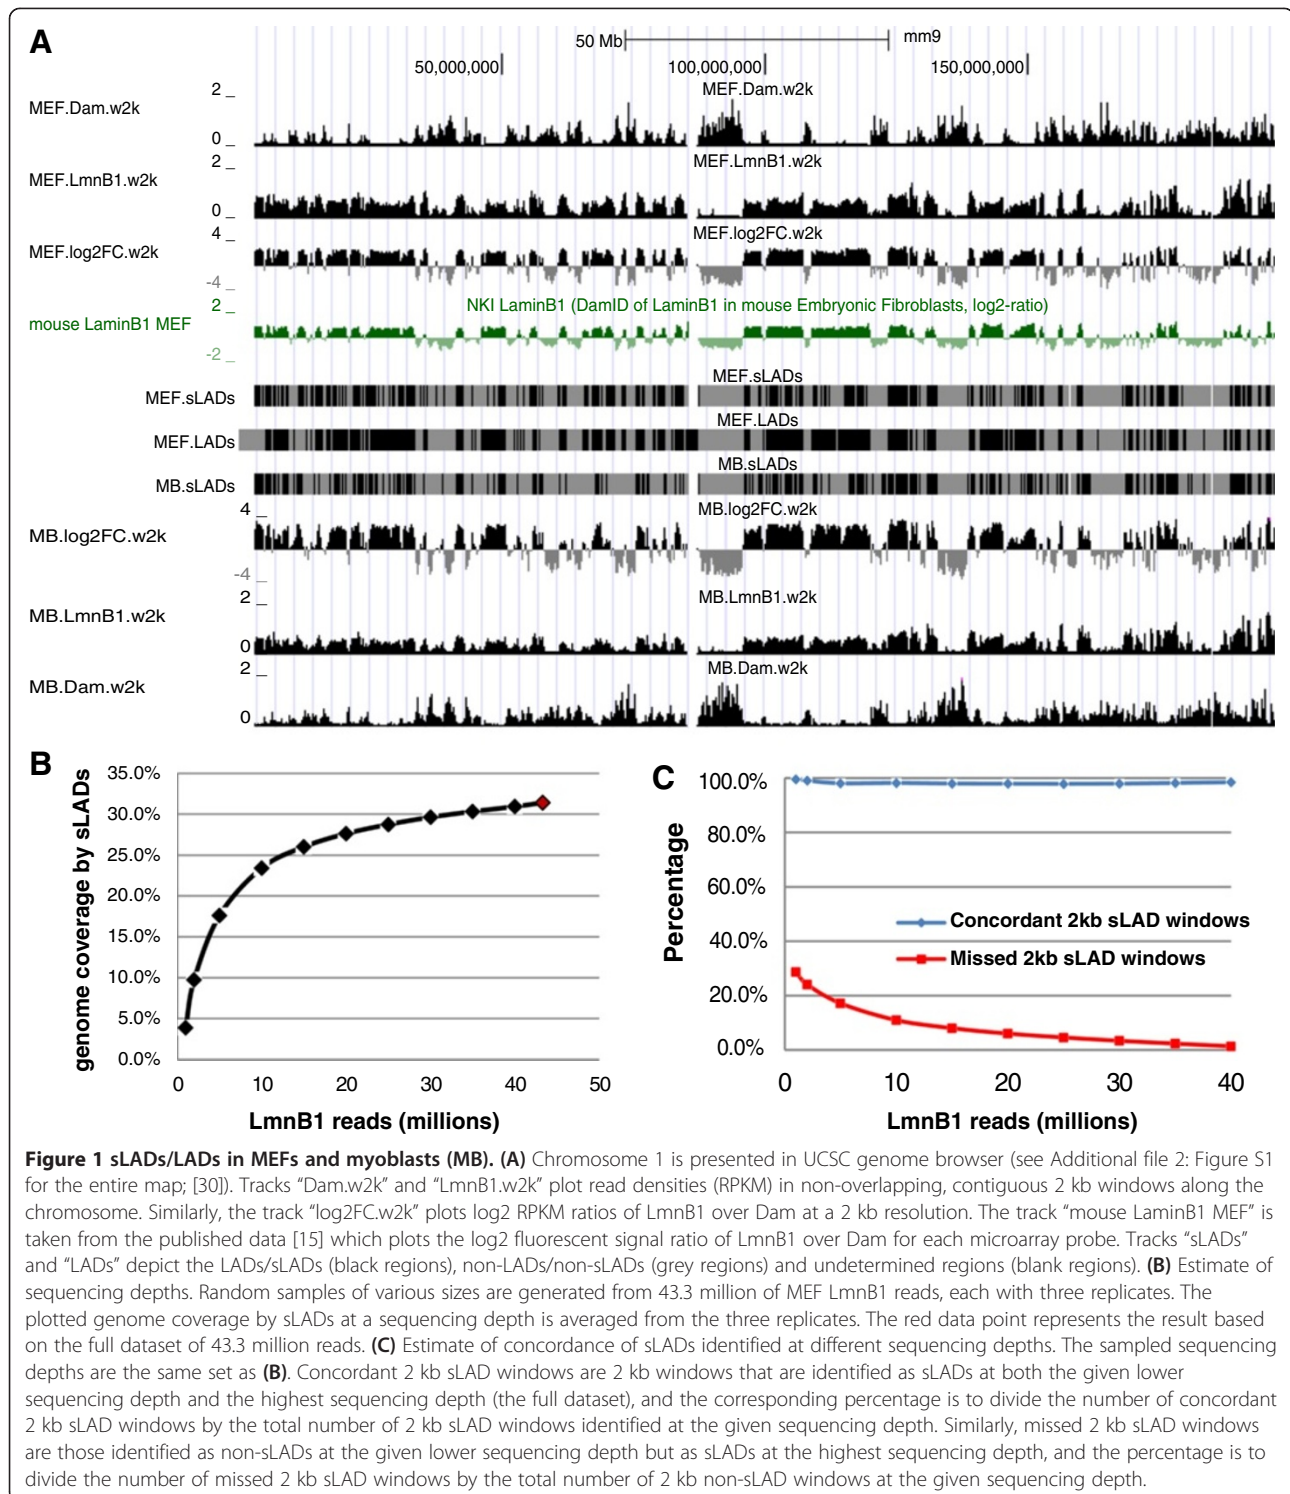 A
50 Mb
mm9
50,000,000
100,000,000
150,000,000
MEF.Dam.w2k
2
0
MEF.Dam.w2k
MEF.LmnB1.w2k
2
0
MEF.LmnB1.w2k
MEF.log2FC.w2k
4
-4
MEF.log2FC.w2k
mouse LaminB1 MEF
2
-2
NKI LaminB1 (DamID of LaminB1 in mouse Embryonic Fibroblasts, log2-ratio)
MEF.sLADs
MEF.sLADs
MEF.LADs
MEF.LADs
MB.sLADs
MB.sLADs
MB.log2FC.w2k
4
-4
MB.log2FC.w2k
MB.LmnB1.w2k
2
0
MB.LmnB1.w2k
MB.Dam.w2k
2
0
MB.Dam.w2k
B
genome coverage by sLADs
35.0%
30.0%
25.0%
20.0%
15.0%
10.0%
5.0%
0.0%
0 10 20 30 40 50
LmnB1 reads (millions)
C
Percentage
100.0%
80.0%
60.0%
40.0%
20.0%
0.0%
Concordant 2kb sLAD windows
Missed 2kb sLAD windows
0 10 20 30 40
LmnB1 reads (millions)
Figure 1 sLADs/LADs in MEFs and myoblasts (MB). (A) Chromosome 1 is presented in UCSC genome browser (see Additional file 2: Figure S1
for the entire map; [30]). Tracks “Dam.w2k” and “LmnB1.w2k” plot read densities (RPKM) in non-overlapping, contiguous 2 kb windows along the
chromosome. Similarly, the track “log2FC.w2k” plots log2 RPKM ratios of LmnB1 over Dam at a 2 kb resolution. The track “mouse LaminB1 MEF” is
taken from the published data [15] which plots the log2 fluorescent signal ratio of LmnB1 over Dam for each microarray probe. Tracks “sLADs”
and “LADs” depict the LADs/sLADs (black regions), non-LADs/non-sLADs (grey regions) and undetermined regions (blank regions). (B) Estimate of
sequencing depths. Random samples of various sizes are generated from 43.3 million of MEF LmnB1 reads, each with three replicates. The
plotted genome coverage by sLADs at a sequencing depth is averaged from the three replicates. The red data point represents the result based
on the full dataset of 43.3 million reads. (C) Estimate of concordance of sLADs identified at different sequencing depths. The sampled sequencing
depths are the same set as (B). Concordant 2 kb sLAD windows are 2 kb windows that are identified as sLADs at both the given lower
sequencing depth and the highest sequencing depth (the full dataset), and the corresponding percentage is to divide the number of concordant
2 kb sLAD windows by the total number of 2 kb sLAD windows identified at the given sequencing depth. Similarly, missed 2 kb sLAD windows
are those identified as non-sLADs at the given lower sequencing depth but as sLADs at the highest sequencing depth, and the percentage is to
divide the number of missed 2 kb sLAD windows by the total number of 2 kb non-sLAD windows at the given sequencing depth.